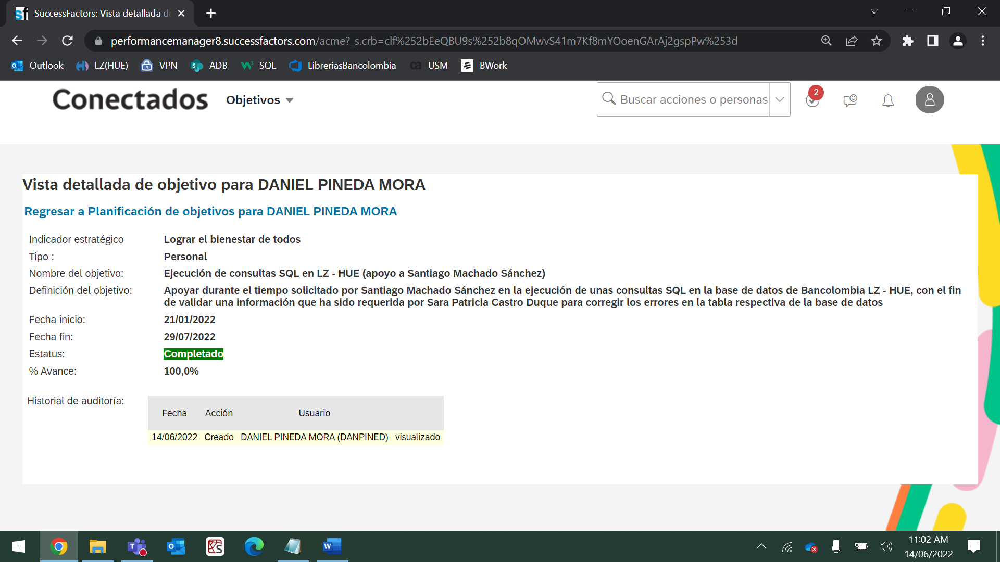 SuccessFactors: Vista detallada de
performancemanager8.successfactors.com/acme?_s.crb=clf%252bEeQBU9s%252b8qOMwvS41m7Kf8mYOoenGArAj2gspPw%253d
Outlook LZ(HUE) VPN ADB SQL LibreriasBancolombia USM BWork
Conectados Objetivos Buscar acciones o personas 2
Vista detallada de objetivo para DANIEL PINEDA MORA
Regresar a Planificación de objetivos para DANIEL PINEDA MORA
Indicador estratégico Lograr el bienestar de todos
Tipo : Personal
Nombre del objetivo: Ejecución de consultas SQL en LZ - HUE (apoyo a Santiago Machado Sánchez)
Definición del objetivo: Apoyar durante el tiempo solicitado por Santiago Machado Sánchez en la ejecución de unas consultas SQL en la base de datos de Bancolombia LZ - HUE, con el fin
de validar una información que ha sido requerida por Sara Patricia Castro Duque para corregir los errores en la tabla respectiva de la base de datos
Fecha inicio: 21/01/2022
Fecha fin: 29/07/2022
Estatus: Completado
% Avance: 100,0%
Historial de auditoría:
Fecha Acción Usuario
14/06/2022 Creado DANIEL PINEDA MORA (DANPINED) visualizado
11:02 AM
14/06/2022